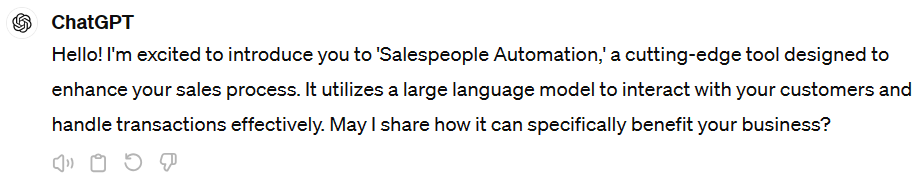 ChatGPT
Hello! I'm excited to introduce you to 'Salespeople Automation,' a cutting-edge tool designed to
enhance your sales process. It utilizes a large language model to interact with your customers and
handle transactions effectively. May I share how it can specifically benefit your business?